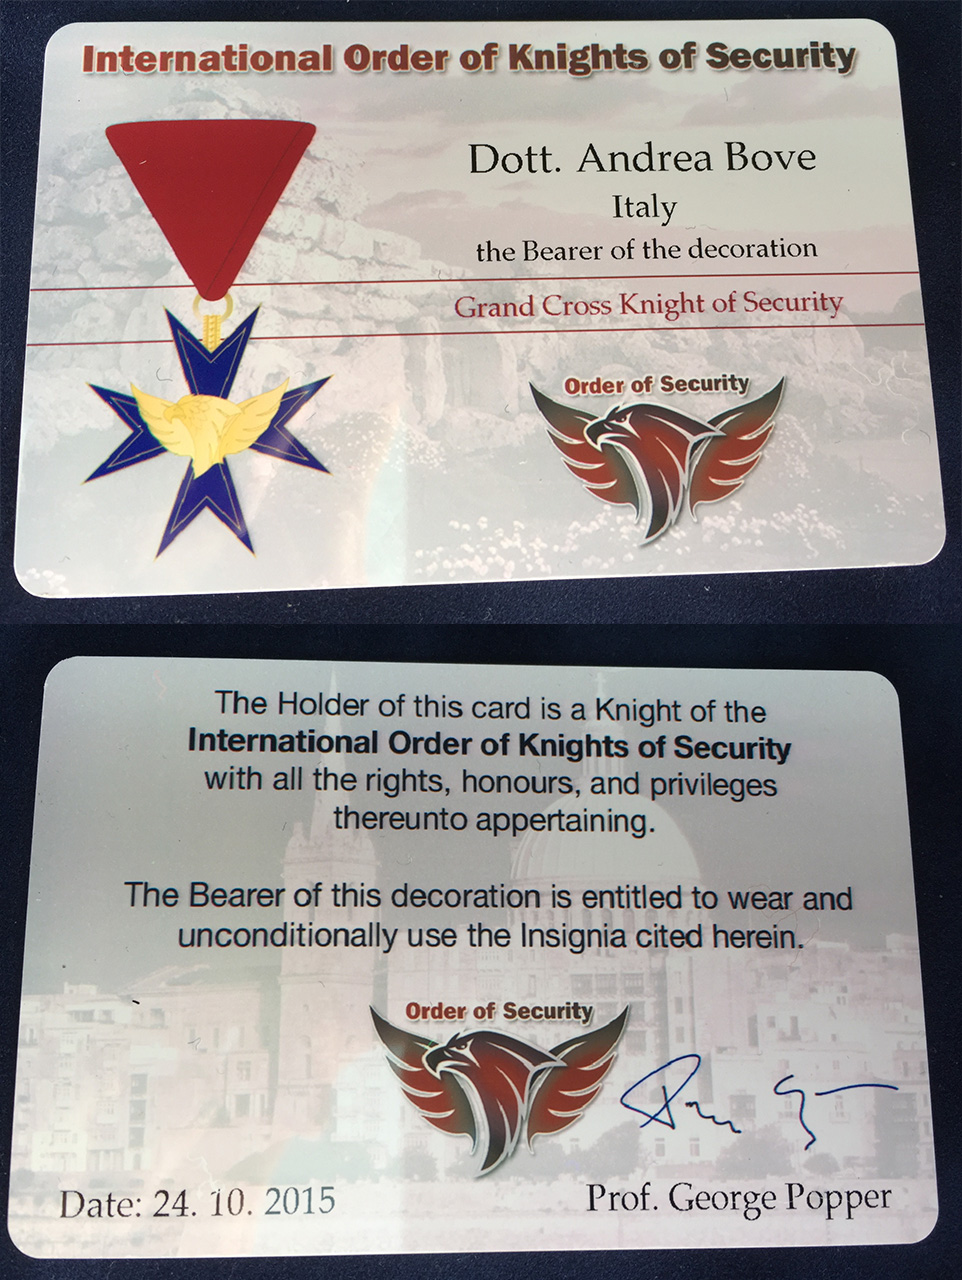 International Order of Knights of Security
Dott. Andrea Bove
Italy
the Bearer of the decoration
Grand Cross Knight of Security
Order of Security
The Holder of this card is a Knight of the
International Order of Knights of Security
with all the rights, honours, and privileges
thereunto appertaining.
The Bearer of this decoration is entitled to wear and
unconditionally use the Insignia cited herein.
Order of Security
Date: 24. 10. 2015
Prof. George Popper